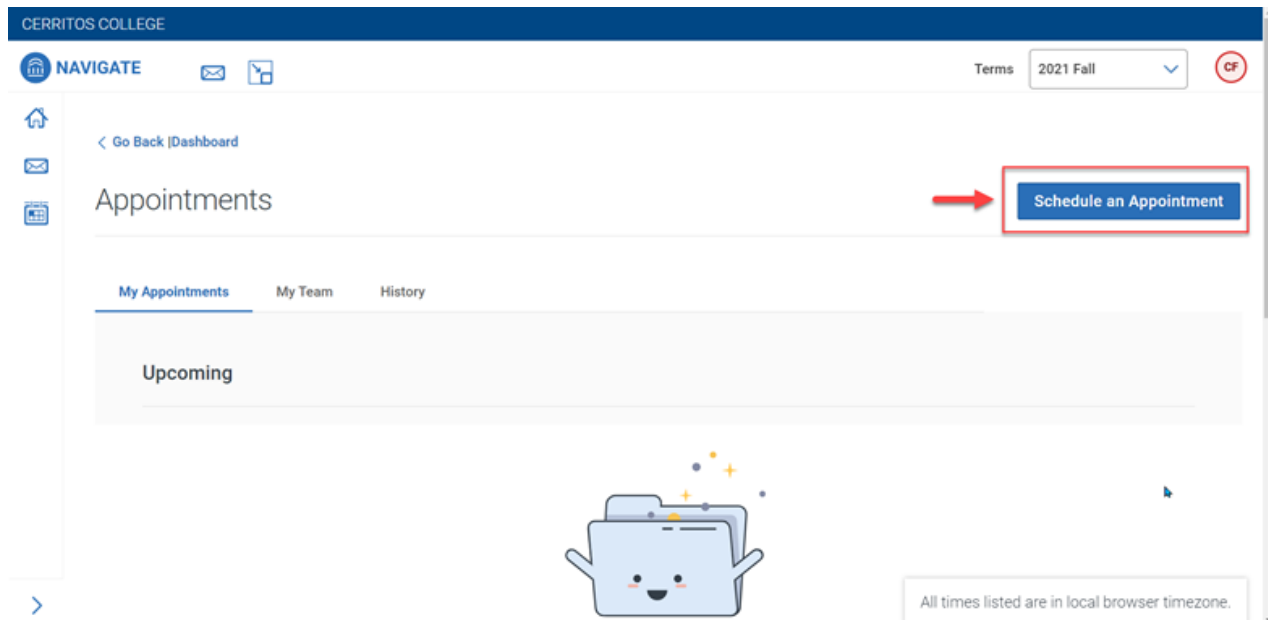 CERRITOS COLLEGE
NAVIGATE
Terms
2021 Fall
CF
Go Back |Dashboard
Appointments
Schedule an Appointment
My Appointments
My Team
History
Upcoming
All times listed are in local browser timezone.